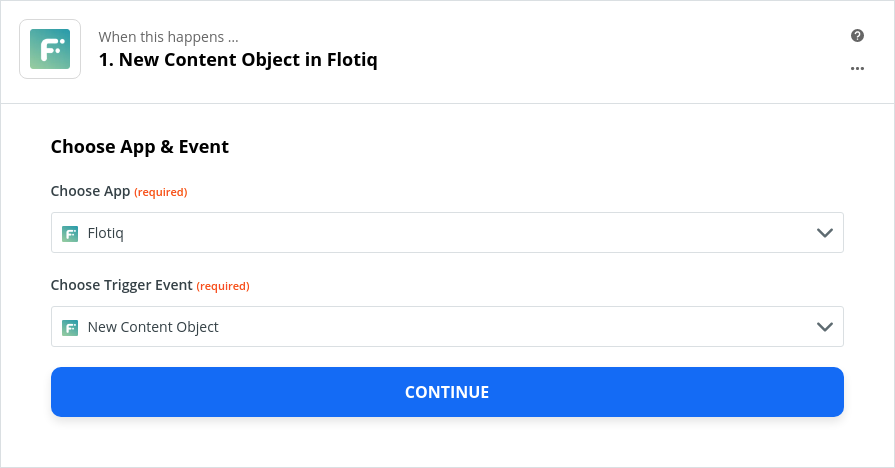 When this happens ...
1. New Content Object in Flotiq
Choose App & Event
Choose App (required)
Flotiq
Choose Trigger Event (required)
New Content Object
CONTINUE